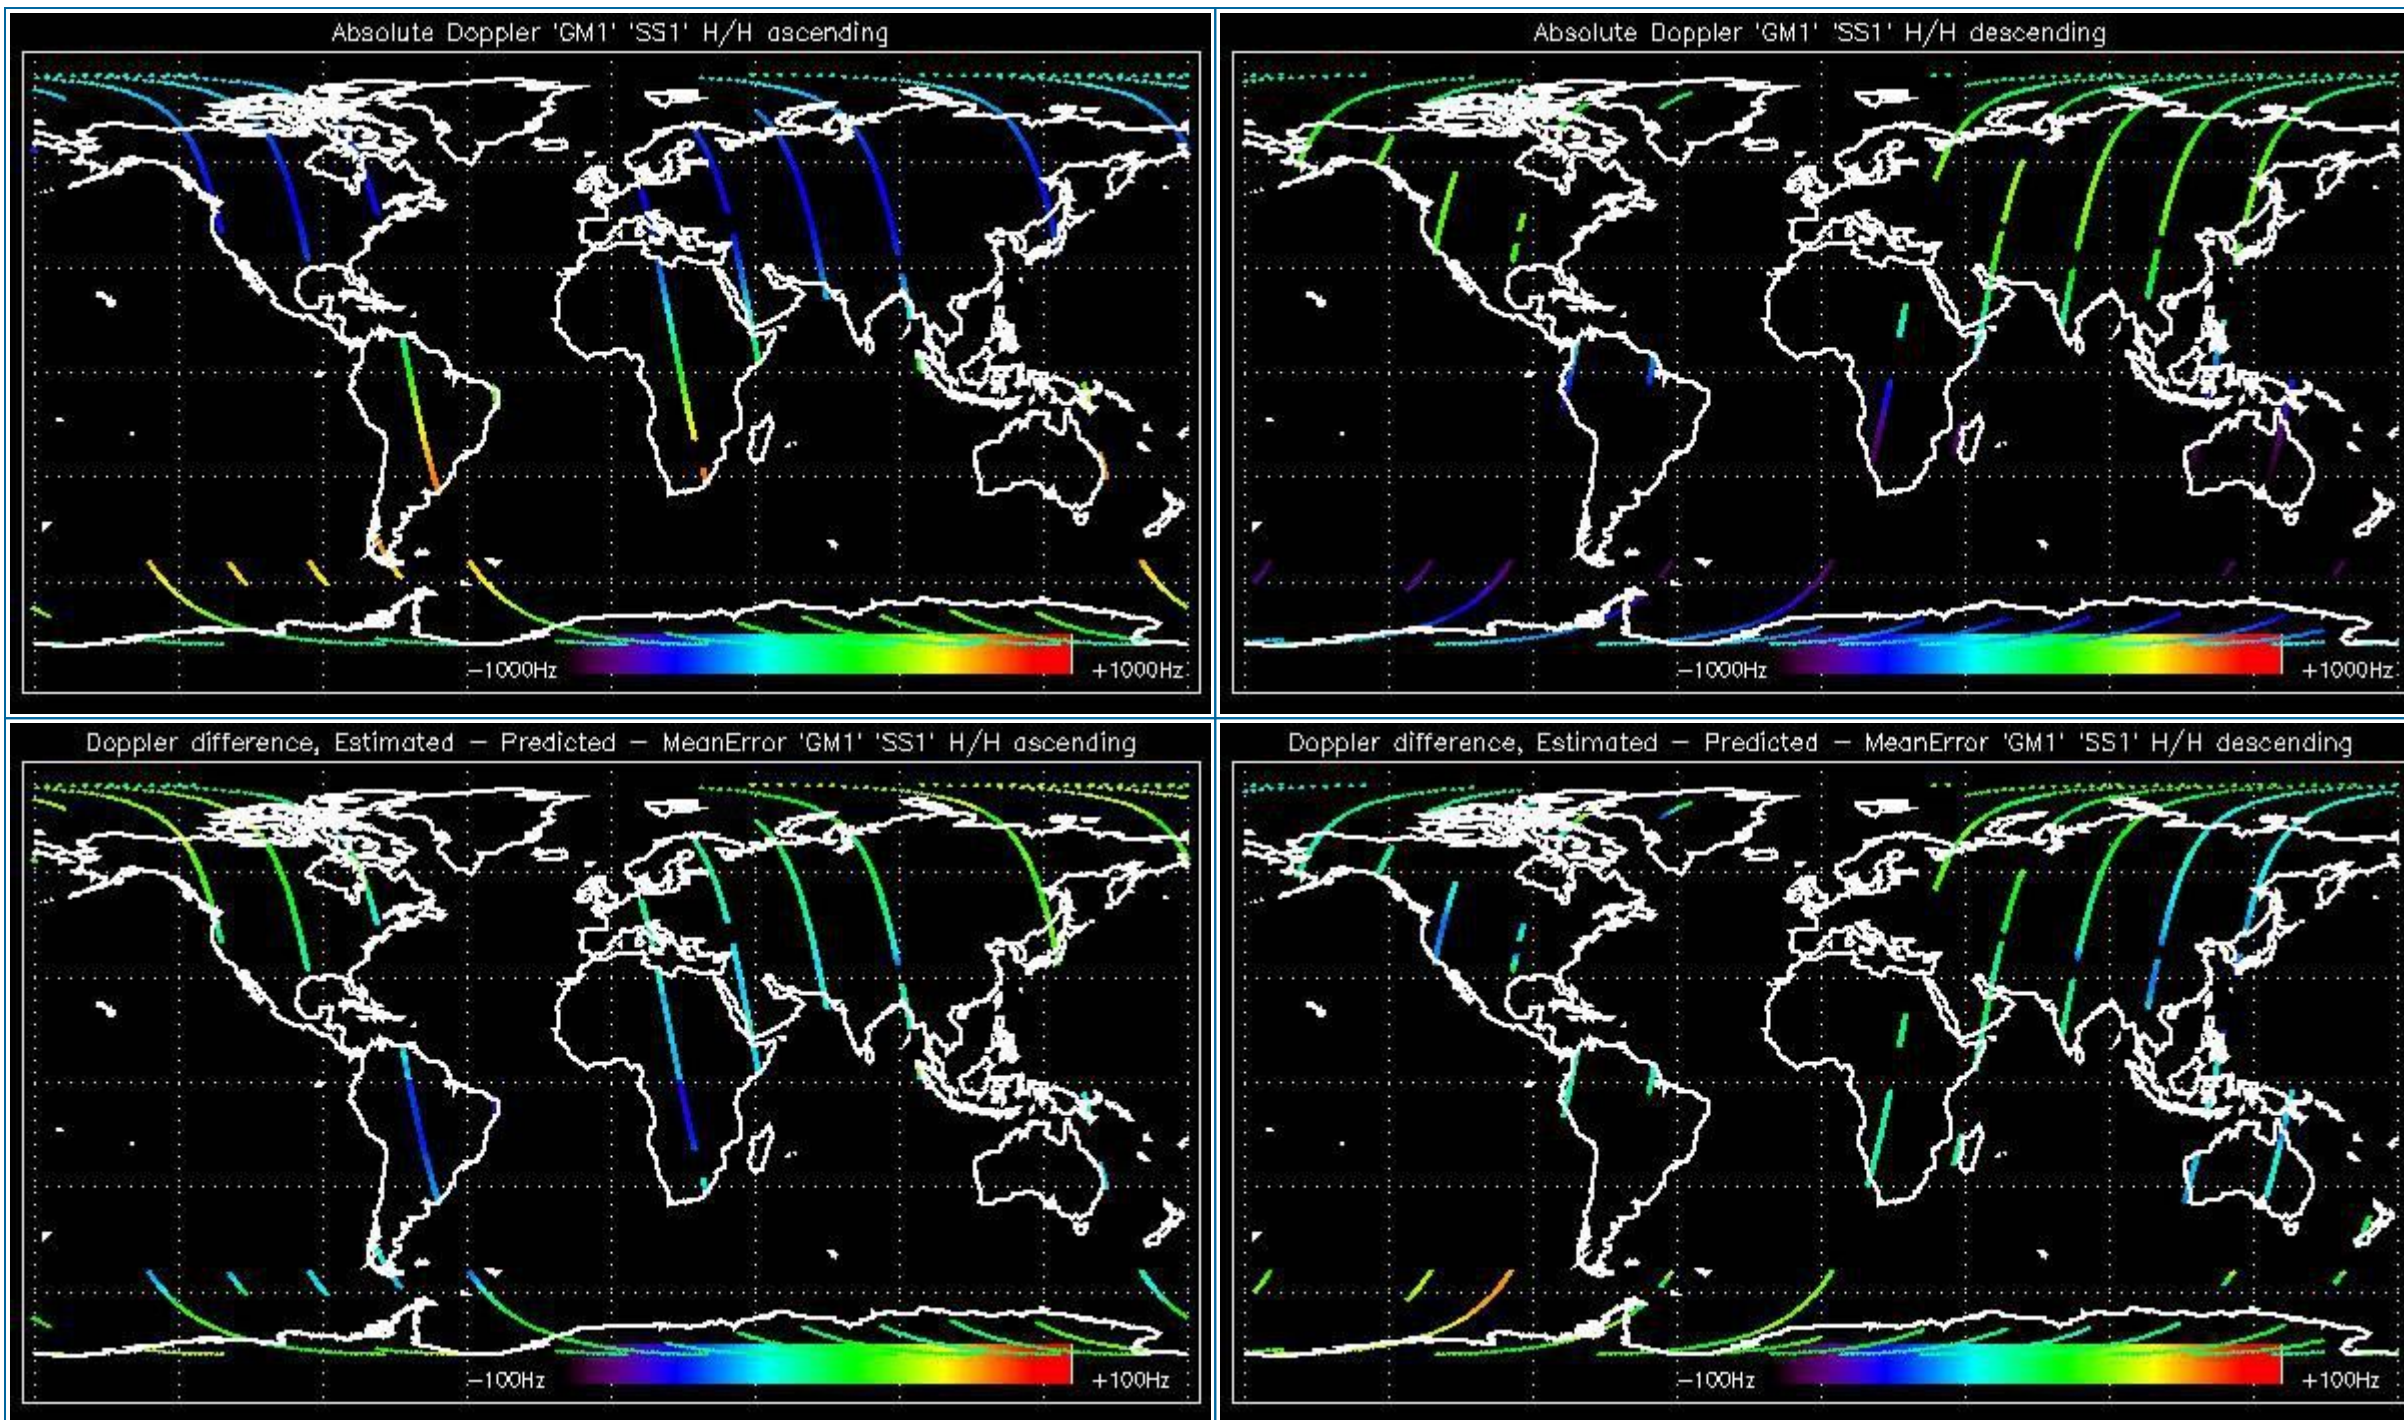 Absolute Doppler 'GM1' 'SS1' H/H ascending
-1000Hz
+1000Hz
Absolute Doppler 'GM1' 'SS1' H/H descending
-1000Hz
+1000Hz
Doppler difference, Estimated - Predicted - MeanError 'GM1' 'SS1' H/H ascending
-100Hz
+100Hz
Doppler difference, Estimated - Predicted - MeanError 'GM1' 'SS1' H/H descending
-100Hz
+100Hz